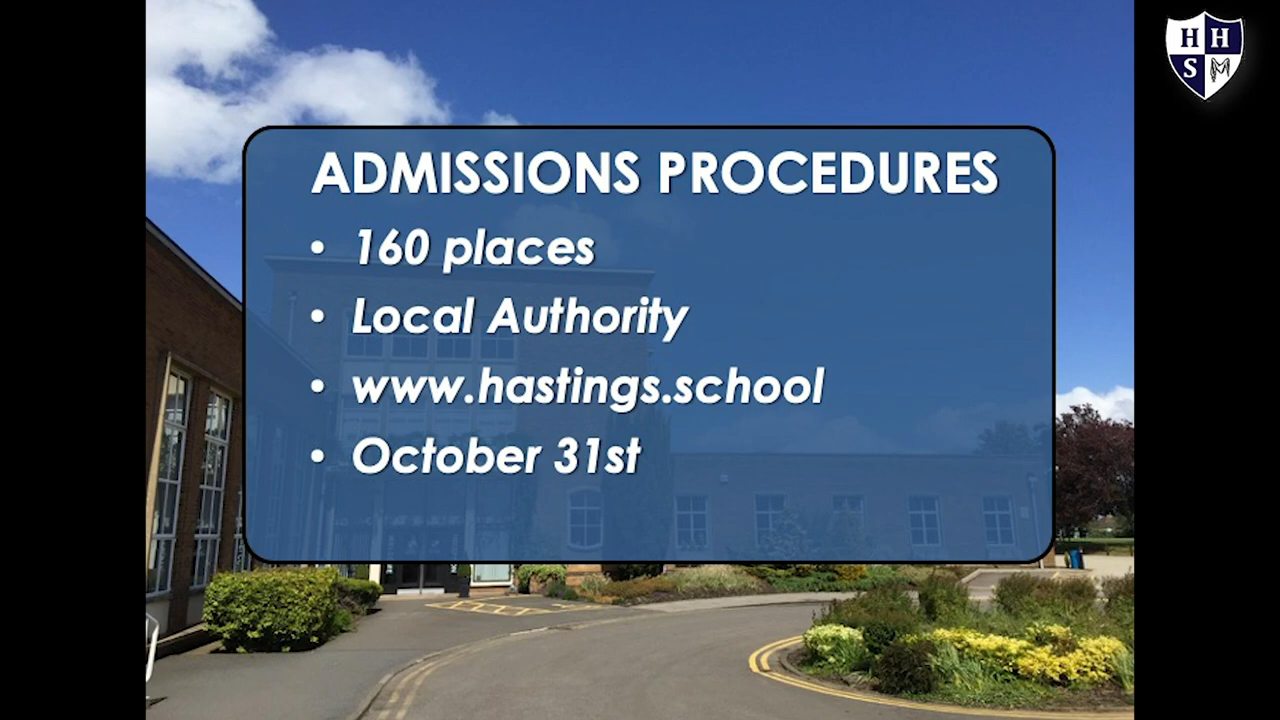 H H
S M
ADMISSIONS PROCEDURES
• 160 places
• Local Authority
• www.hastings.school
• October 31st